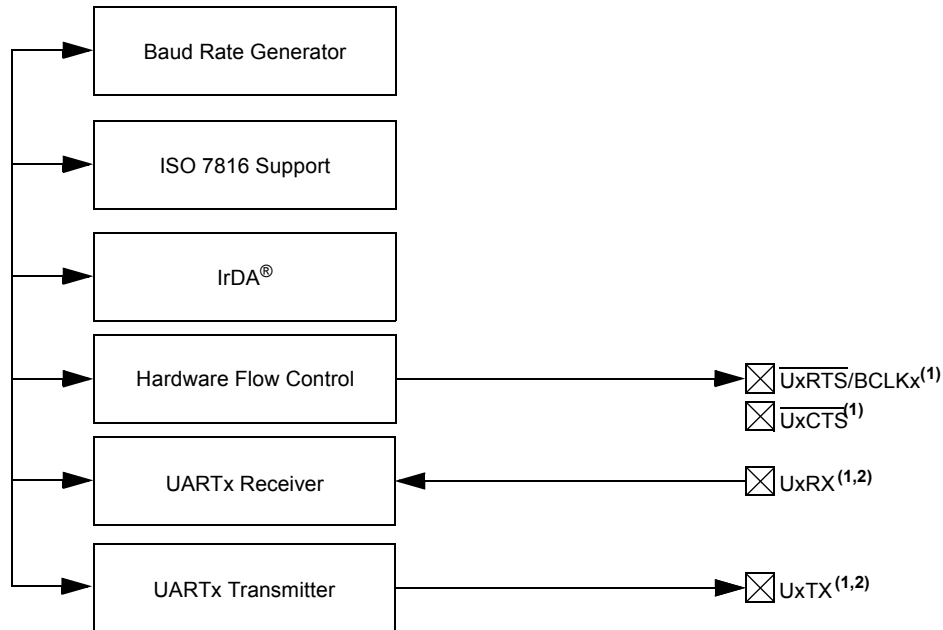 Baud Rate Generator
ISO 7816 Support
IrDA®
Hardware Flow Control
UxRTS/BCLKx(1)
UxCTS(1)
UARTx Receiver
UxRX(1,2)
UARTx Transmitter
UxTX(1,2)